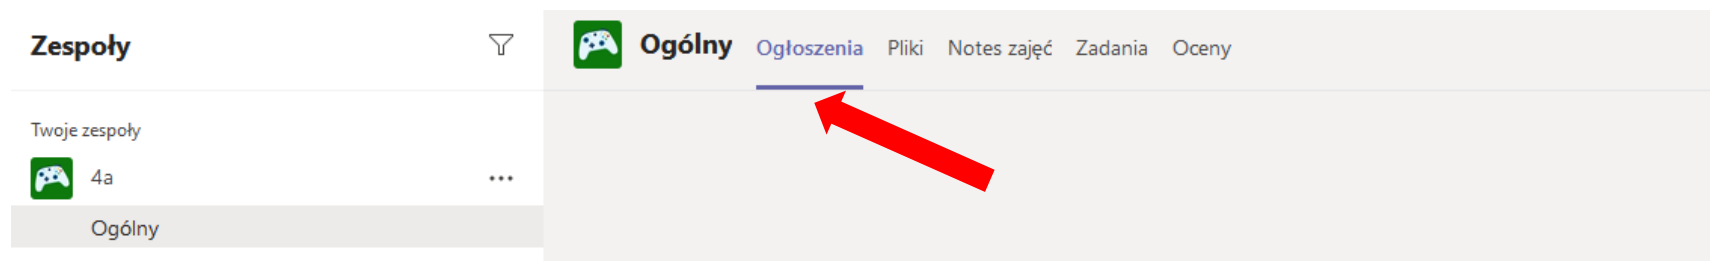 Zespoły
Ogólny Ogłoszenia Pliki Notes zajęć Zadania Oceny
Twoje zespoły
4a
Ogólny